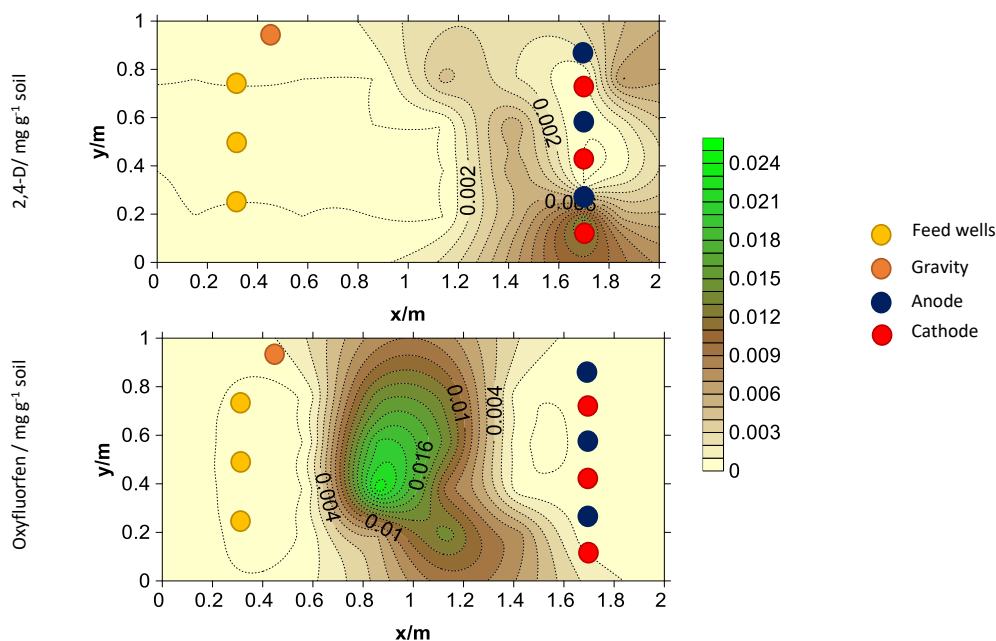 2,4-D/ mg g⁻¹ soil
y/m
1
0.8
0.6
0.4
0.2
0
0.002
0.002
0 0.2 0.4 0.6 0.8 1 1.2 1.4 1.6 1.8 2
x/m
Oxyfluorfen / mg g⁻¹ soil
y/m
1
0.8
0.6
0.4
0.2
0
0.004
0.01
0.016
0.01
0.004
0 0.2 0.4 0.6 0.8 1 1.2 1.4 1.6 1.8 2
x/m
0.024
0.021
0.018
0.015
0.012
0.009
0.006
0.003
0
Feed wells
Gravity
Anode
Cathode